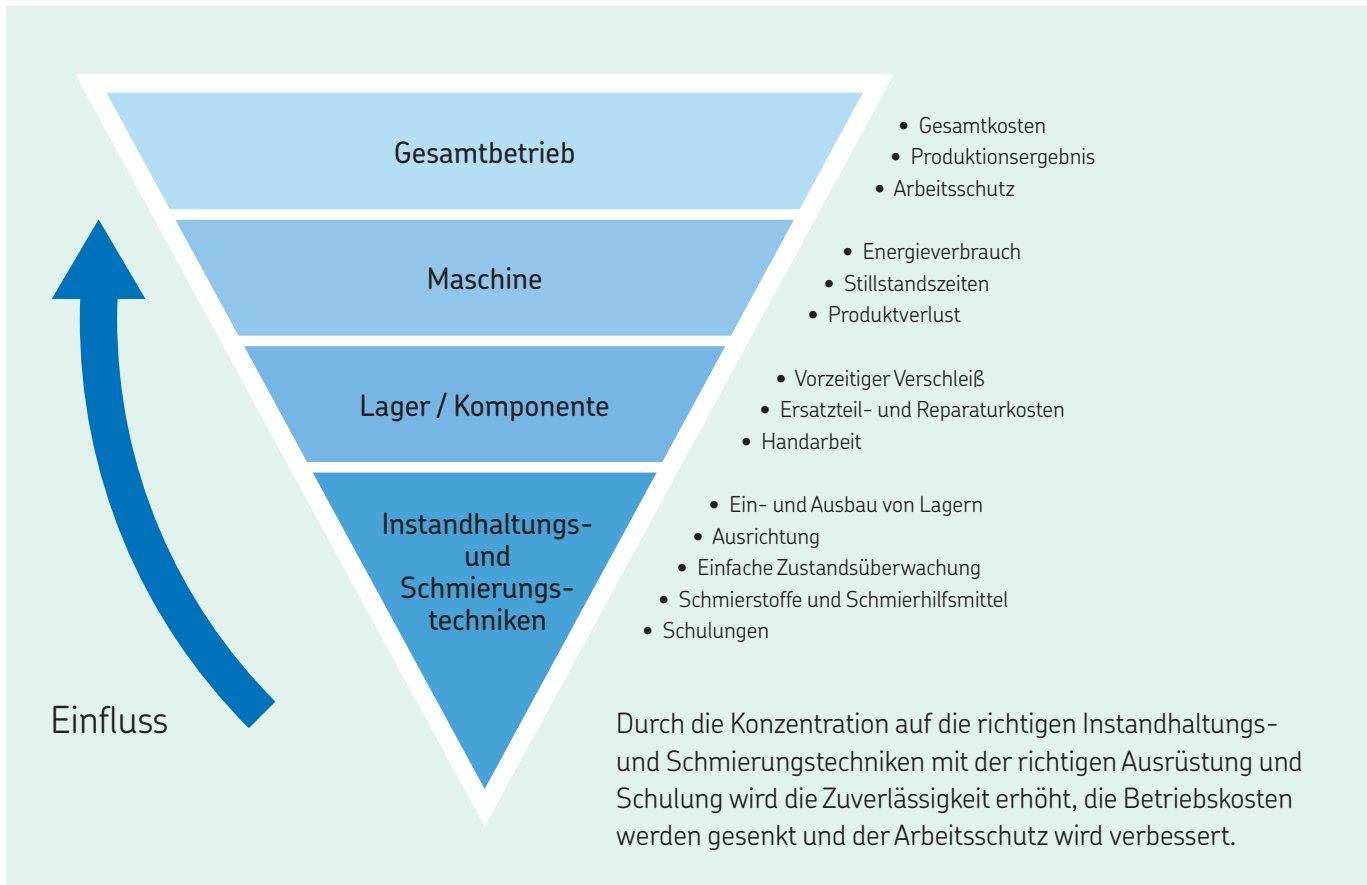 Gesamtbetrieb
• Gesamtkosten
• Produktionsergebnis
• Arbeitsschutz
Maschine
• Energieverbrauch
• Stillstandszeiten
• Produktverlust
Lager / Komponente
• Vorzeitiger Verschleiß
• Ersatzteil- und Reparaturkosten
• Handarbeit
Instandhaltungs-
und
Schmierungs-
techniken
• Ein- und Ausbau von Lagern
• Ausrichtung
• Einfache Zustandsüberwachung
• Schmierstoffe und Schmierhilfsmittel
• Schulungen
Einfluss
Durch die Konzentration auf die richtigen Instandhaltungs-
und Schmierungstechniken mit der richtigen Ausrüstung und
Schulung wird die Zuverlässigkeit erhöht, die Betriebskosten
werden gesenkt und der Arbeitsschutz wird verbessert.